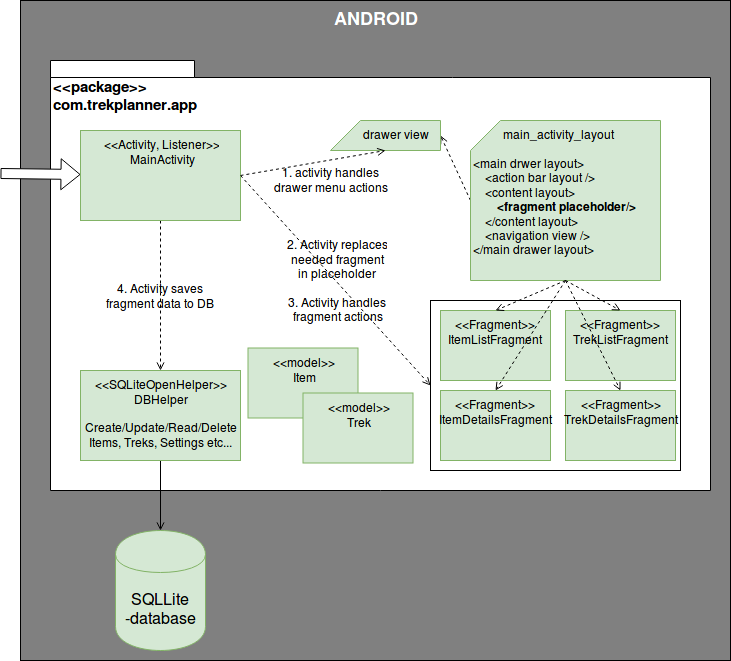 ANDROID
<<package>>
com.trekplanner.app
<<Activity, Listener>>
MainActivity
drawer view
main_activity_layout
<main drwer layout>
<action bar layout />
<content layout>
<fragment placeholder/>
</content layout>
<navigation view />
</main drawer layout>
1. activity handles
drawer menu actions
2. Activity replaces
needed fragment
in placeholder
3. Activity handles
fragment actions
4. Activity saves
fragment data to DB
<<Fragment>>
ItemListFragment
<<Fragment>>
TrekListFragment
<<Fragment>>
ItemDetailsFragment
<<Fragment>>
TrekDetailsFragment
<<model>>
Item
<<model>>
Trek
<<SQLiteOpenHelper>>
DBHelper
Create/Update/Read/Delete
Items, Treks, Settings etc...
SQLLite
-database